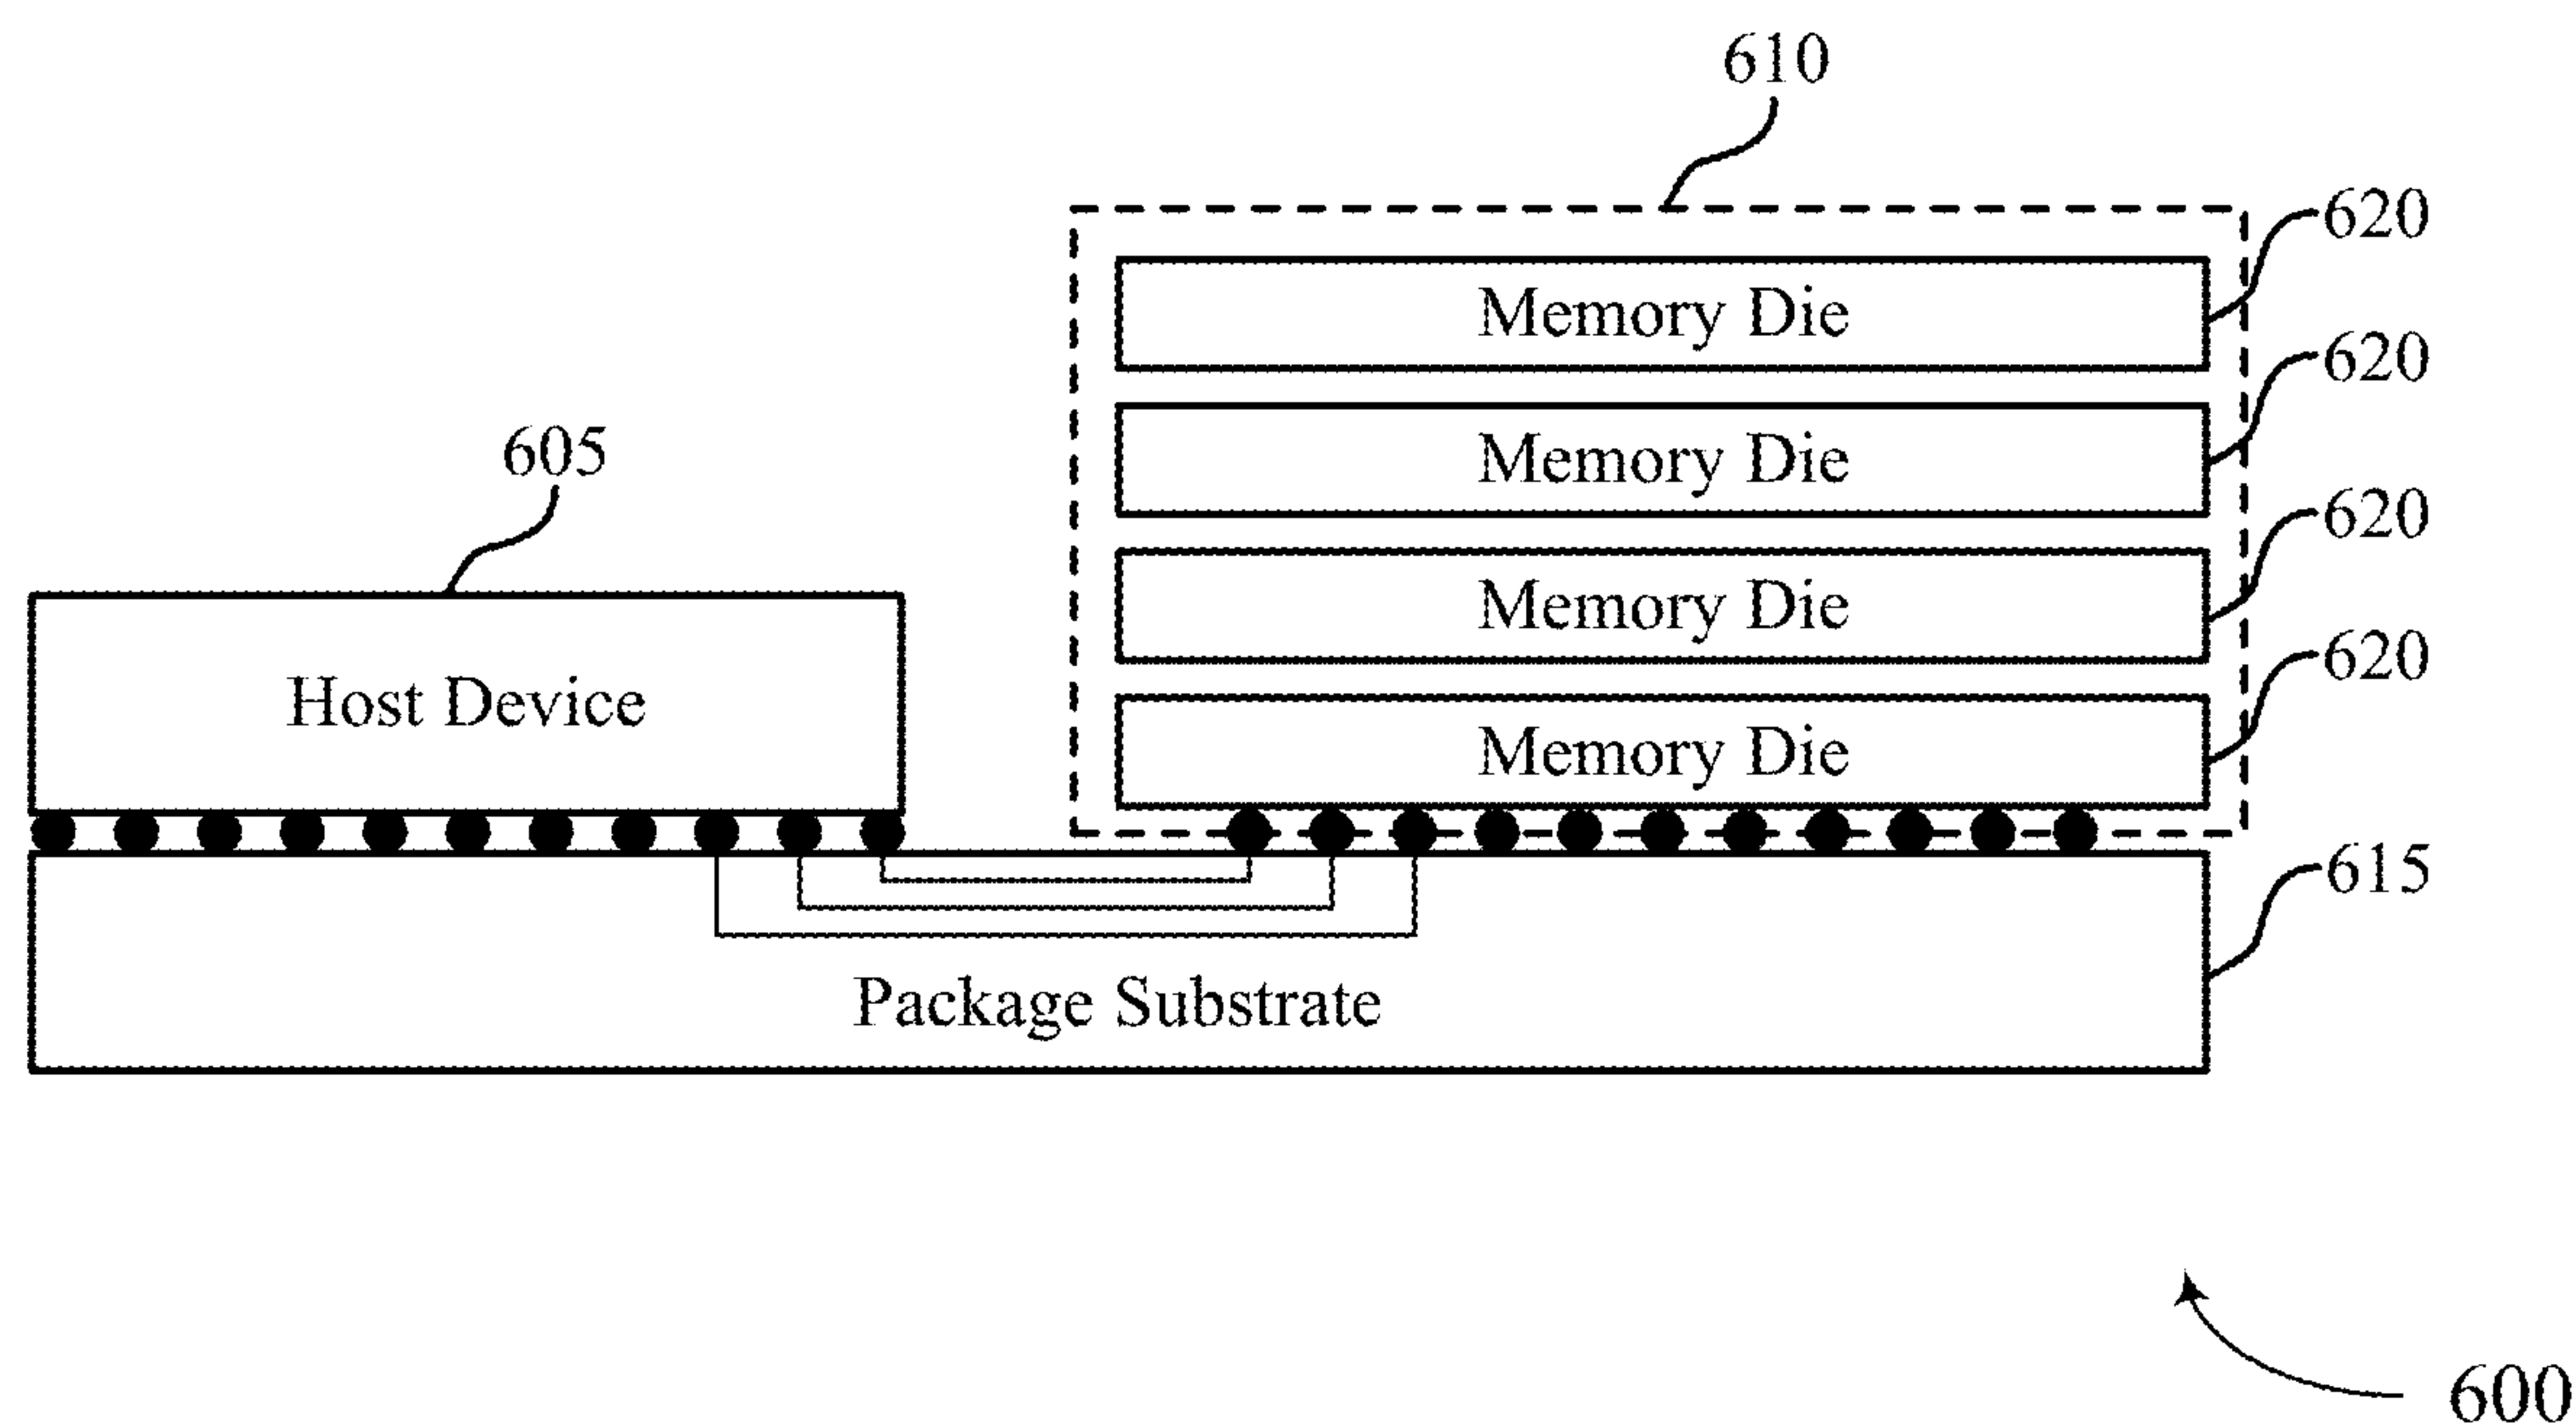 610
620
Memory Die
620
Memory Die
605
620
Memory Die
620
Host Device
Memory Die
615
Package Substrate
600